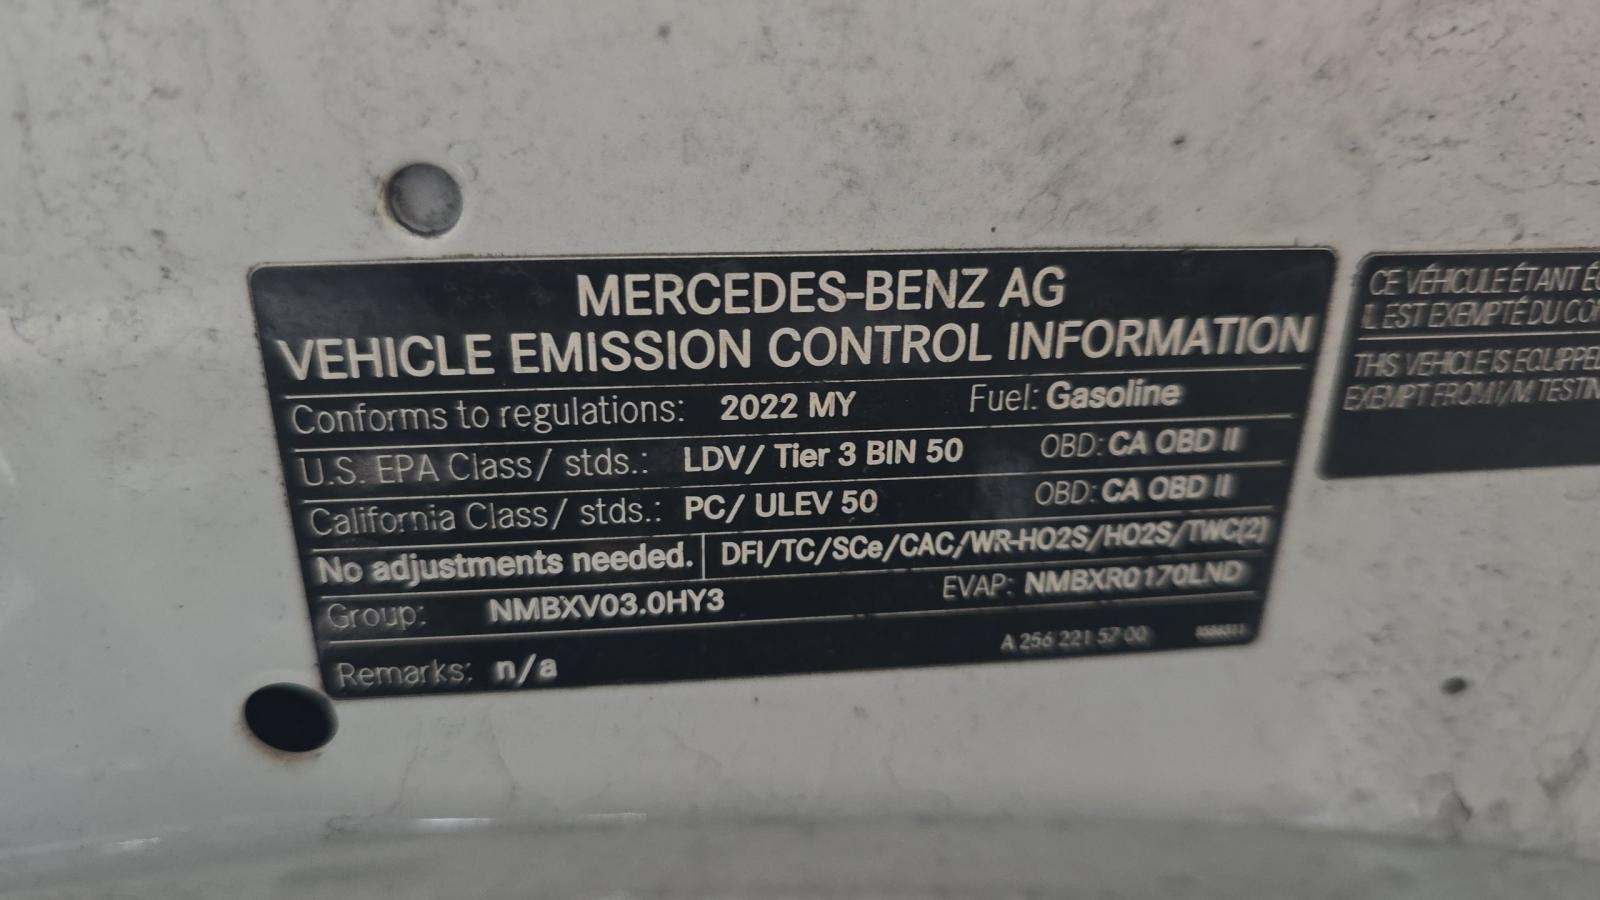 MERCEDES-BENZ AG
VEHICLE EMISSION CONTROL INFORMATION
Conforms to regulations: 2022 MY Fuel: Gasoline
U.S. EPA Class/ stds.: LDV/ Tier 3 BIN 50 OBD: CA OBD II
California Class/ stds.: PC/ ULEV 50 OBD: CA OBD II
No adjustments needed. DFI/TC/SCe/CAC/WR-HO2S/HO2S/TWC(2)
Group: NMBXV03.0HY3 EVAP: NMBXR0170LND
Remarks: n/a A 256 221 57 00
CE VÉHICULE ÉTANT
IL EST EXEMPTÉ DU
THIS VEHICLE IS
EXEMPT FROM I/M